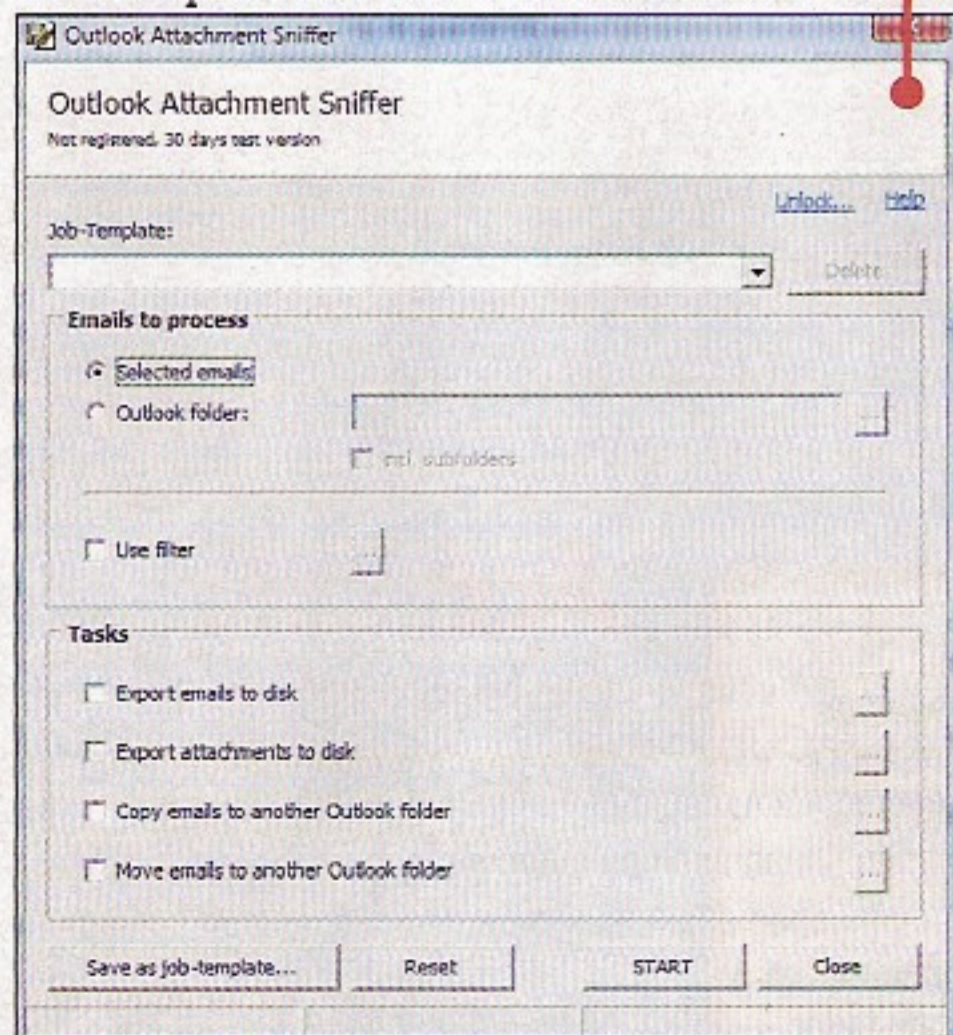 Outlook Attachment Sniffer
Outlook Attachment Sniffer
Not registered, 30 days test version
Unlock... Help
Job-Template:
Delete
Emails to process
Selected emails
Outlook folder:
...
incl. subfolders
Use filter
...
Tasks
Export emails to disk
...
Export attachments to disk
...
Copy emails to another Outlook folder
...
Move emails to another Outlook folder
...
Save as job-template... Reset START Close